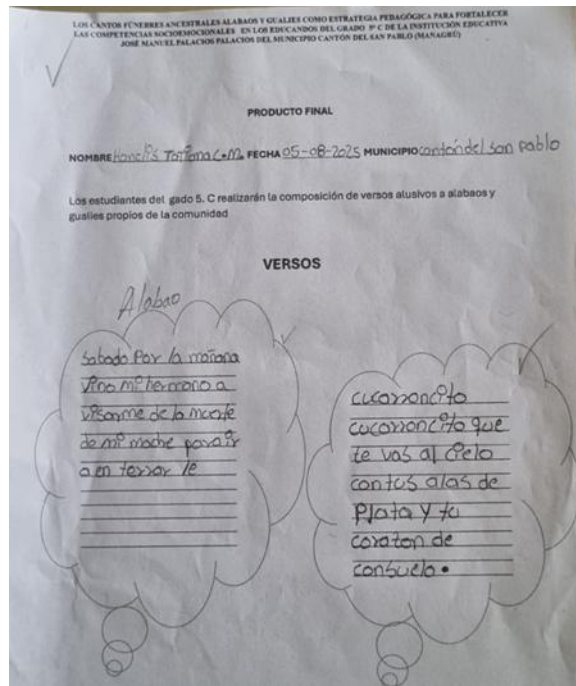 LOS CANTOS FÚNEBRES ANCESTRALES ALABAOS Y GUALIES COMO ESTRATEGIA PEDAGÓGICA PARA FORTALECER
LAS COMPETENCIAS SOCIOEMOCIONALES EN LOS EDUCANDOS DEL GRADO 5º C DE LA INSTITUCIÓN EDUCATIVA
JOSÉ MANUEL PALACIOS PALACIOS DEL MUNICIPIO CANTÓN DEL SAN PABLO (MANAGRÚ)
PRODUCTO FINAL
NOMBRE C.M. FECHA 05-08-2025 MUNICIPIO cantón del san pablo
Los estudiantes del gado 5. C realizarán la composición de versos alusivos a alabaos y
gualies propios de la comunidad
VERSOS
Alabao
Sabado Por la mañana
vino mi hermano a
visarme de la muerte
de mi mache para ir
a en terrar le
cucarroncito
cucarroncito que
te vas al cielo
con tus alas de
Plata y tu
coraton de
consuelo.